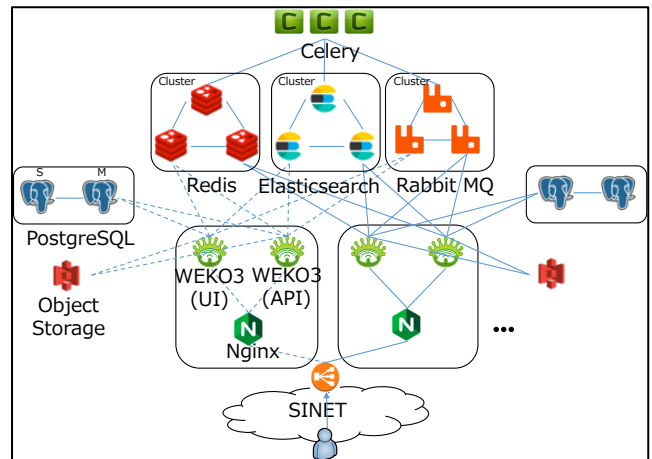 C C C
Celery
Cluster
Cluster
Cluster
Redis
Elasticsearch
Rabbit MQ
S
M
PostgreSQL
WEKO3
(UI)
WEKO3
(API)
Object
Storage
N
N
Nginx
...
SINET